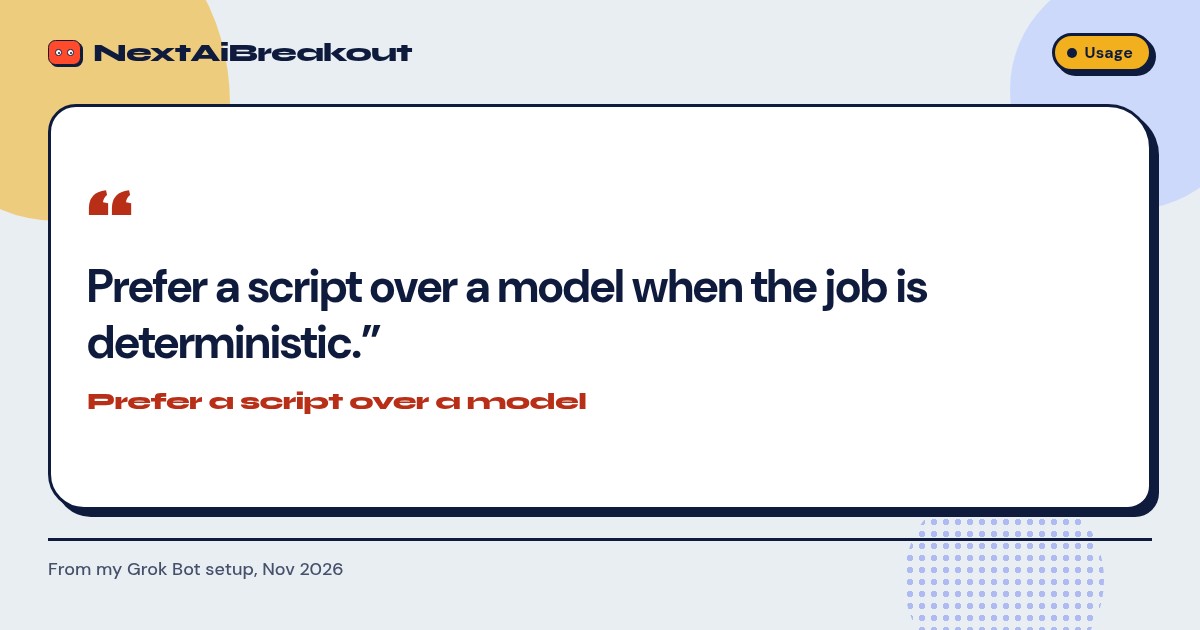 NextAiBreakout
Usage
“
Prefer a script over a model when the job is
deterministic.”
Prefer a script over a model
From my Grok Bot setup, Nov 2026